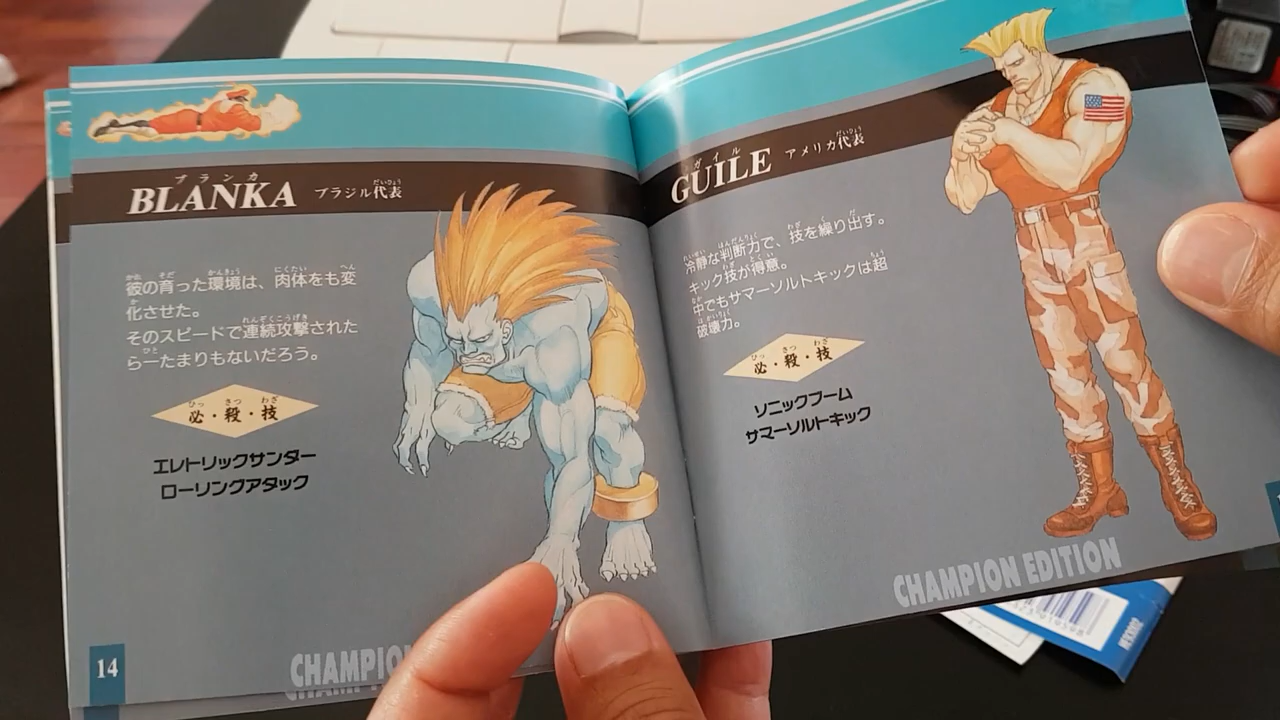 ブランカ
BLANKA ブラジル代表
彼の育った環境は、肉体をも変
化させた。
そのスピードで連続攻撃された
ら一たまりもないだろう。
必・殺・技
エレトリックサンダー
ローリングアタック
14
CHAMPIO
ガイル
GUILE アメリカ代表
冷静な判断力で、技を繰り出す。
キック技が得意。
中でもサマーソルトキックは超
破壊力。
必・殺・技
ソニックブーム
サマーソルトキック
CHAMPION EDITION